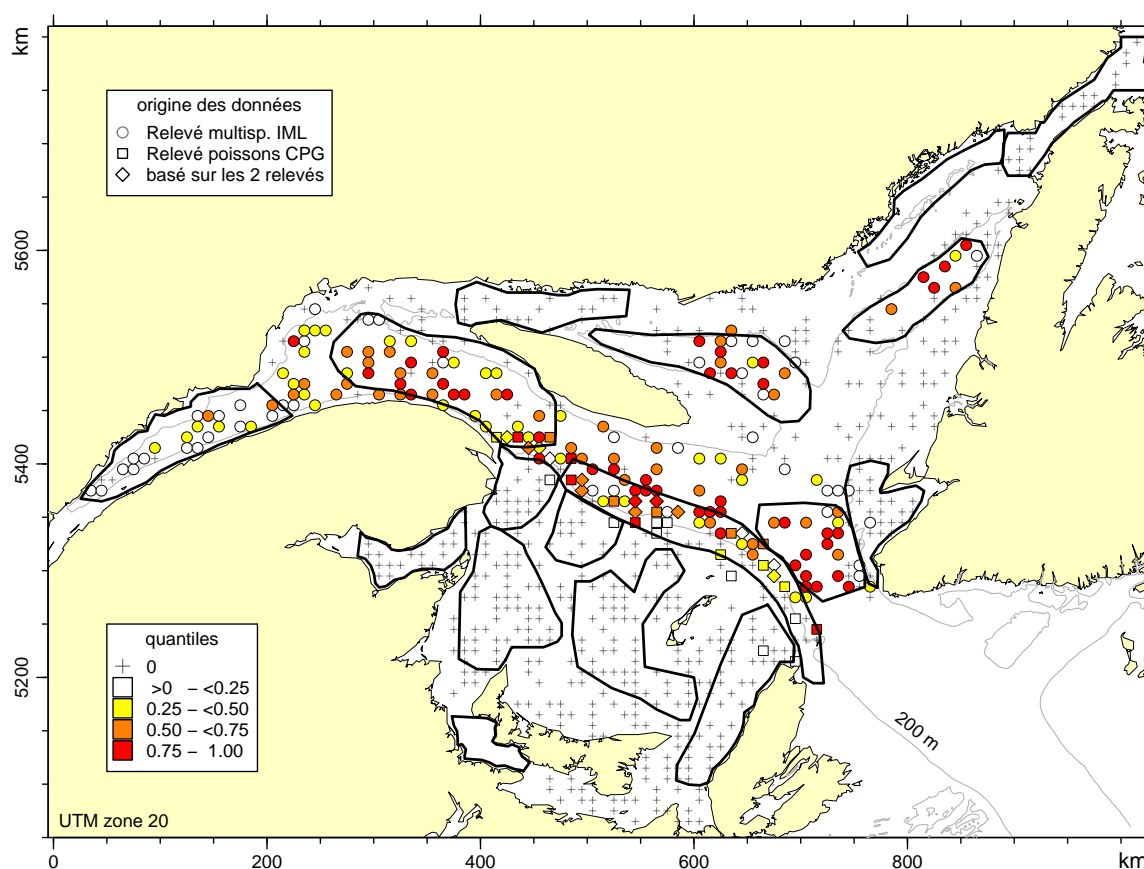 km
origine des données
Relevé multisp. IML
Relevé poissons CPG
basé sur les 2 relevés
5600
5400
5200
quantiles
0
>0 – <0.25
0.25 – <0.50
0.50 – <0.75
0.75 – 1.00
200 m
UTM zone 20
0 200 400 600 800 km